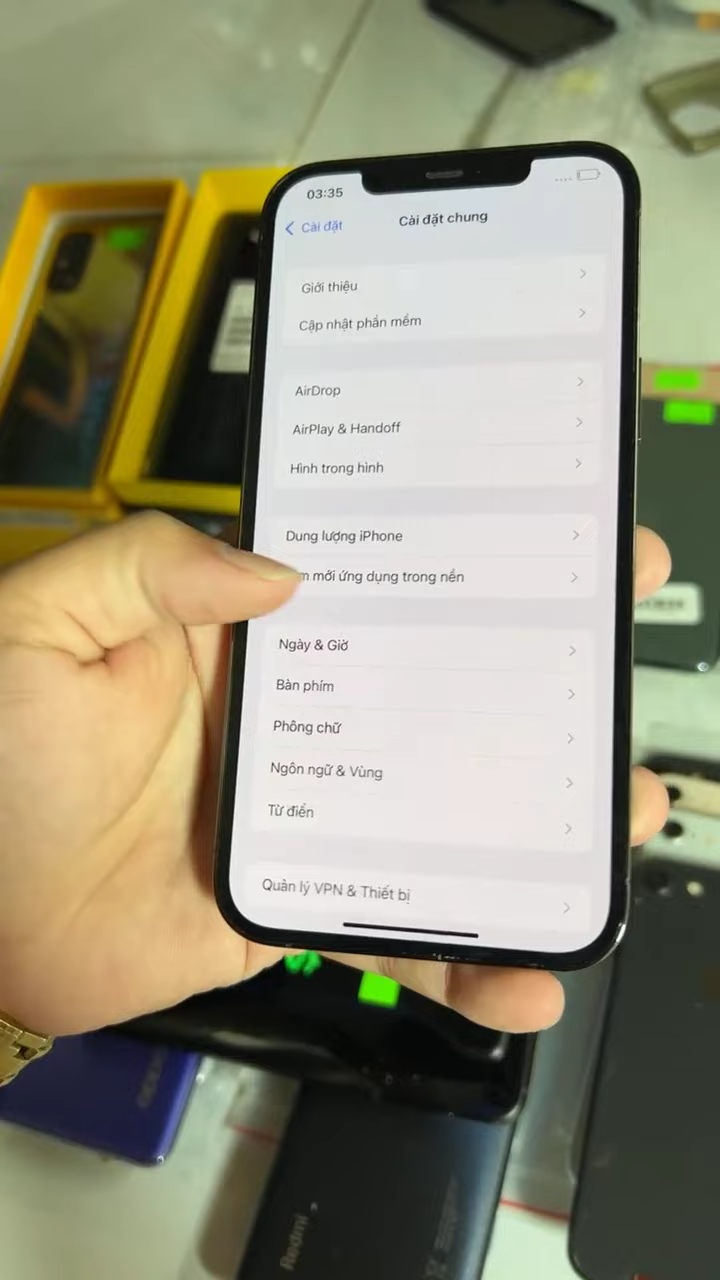 03:35
Cài đặt
Cài đặt chung
Giới thiệu
Cập nhật phần mềm
AirDrop
AirPlay & Handoff
Hình trong hình
Dung lượng iPhone
mới ứng dụng trong nền
Ngày & Giờ
Bàn phím
Phông chữ
Ngôn ngữ & Vùng
Từ điển
Quản lý VPN & Thiết bị
Redmi